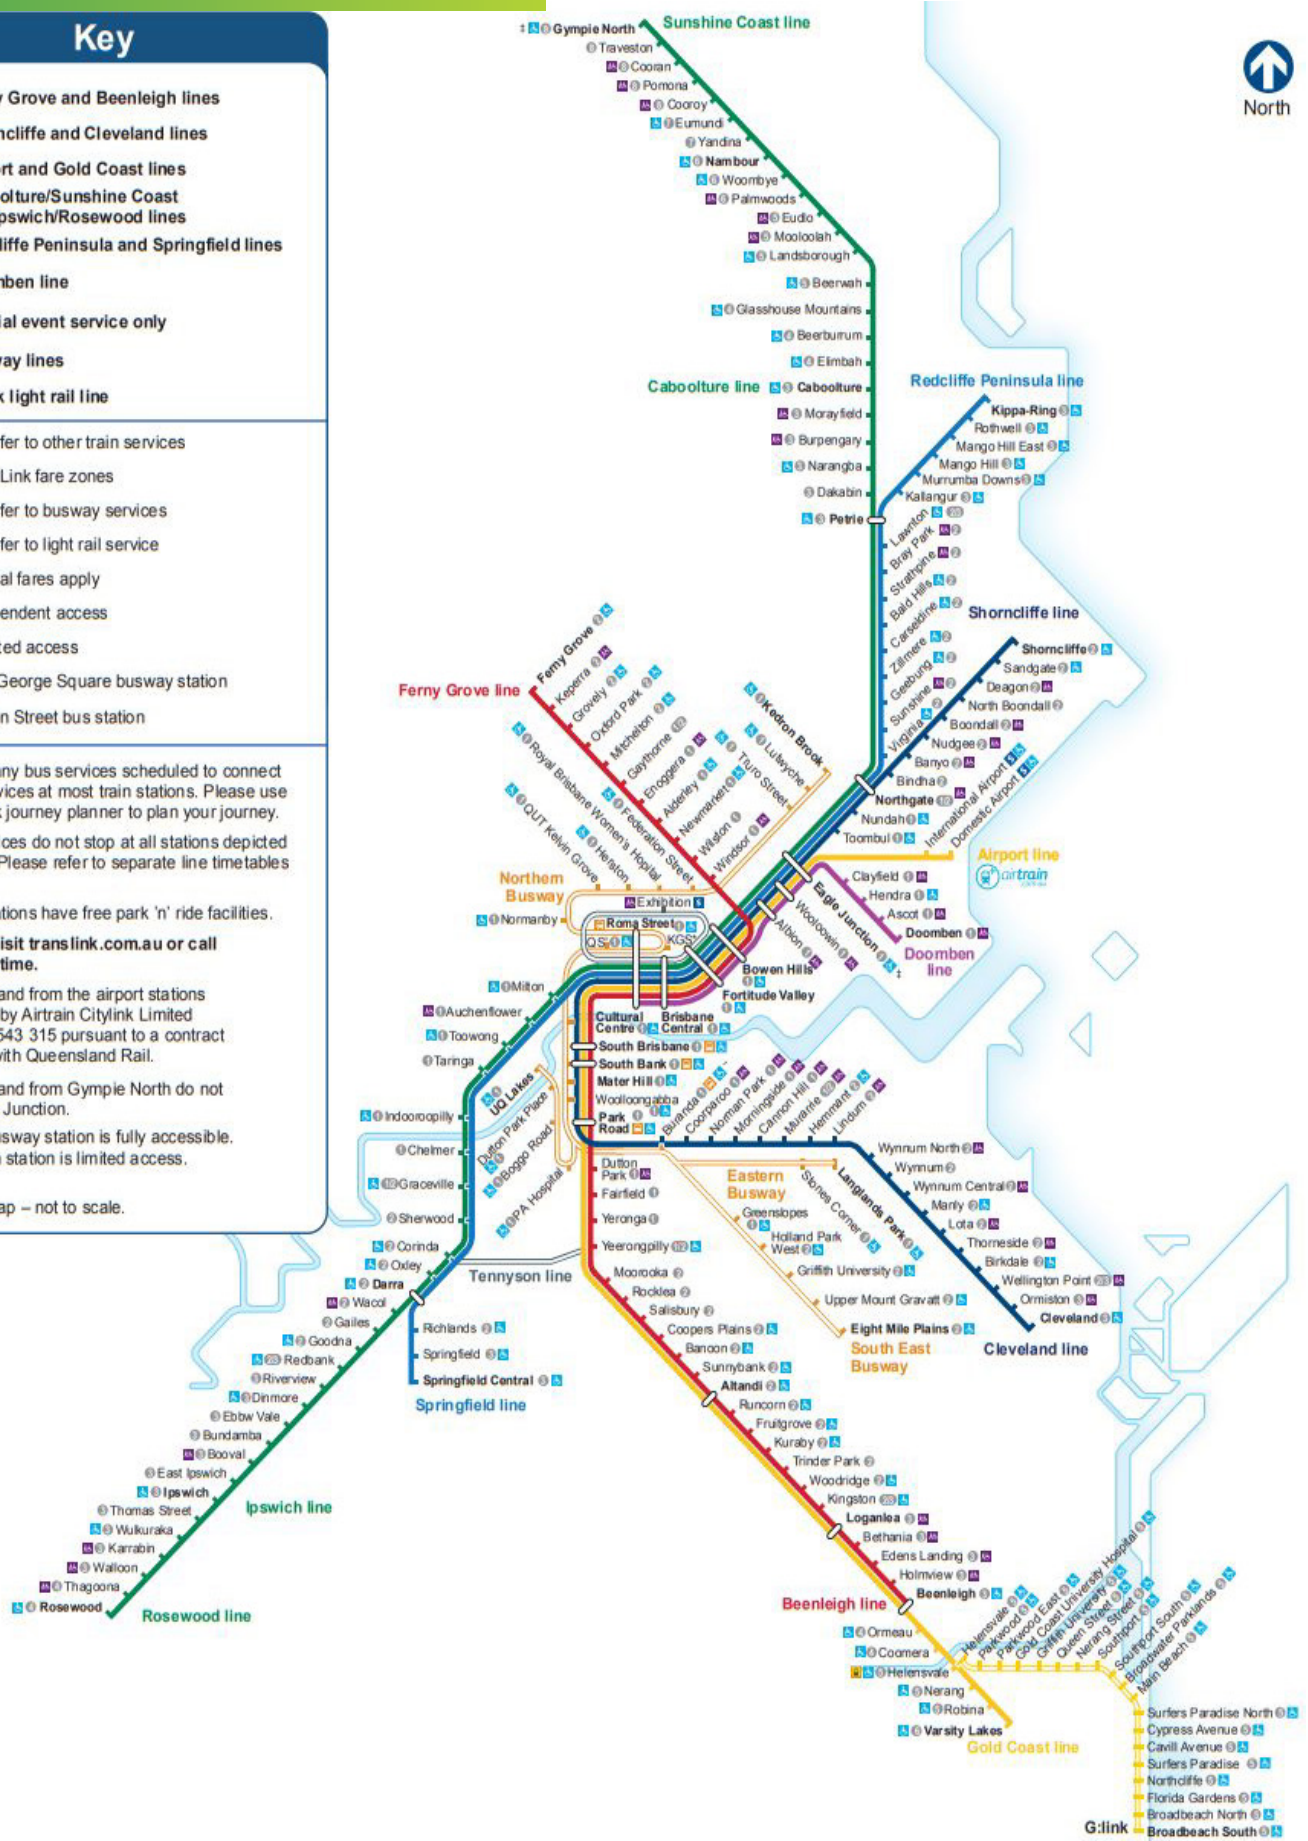 Key
y Grove and Beenleigh lines
ncliffe and Cleveland lines
rt and Gold Coast lines
olture/Sunshine Coast
pswich/Rosewood lines
liffe Peninsula and Springfield lines
nben line
ial event service only
vay lines
k light rail line
fer to other train services
Link fare zones
fer to busway services
fer to light rail service
al fares apply
endent access
ted access
George Square busway station
n Street bus station
any bus services scheduled to connect
vices at most train stations. Please use
k journey planner to plan your journey.
ices do not stop at all stations depicted
Please refer to separate line timetables
ations have free park 'n' ride facilities.
isit translink.com.au or call
time.
and from the airport stations
by Airtrain Citylink Limited
543 315 pursuant to a contract
with Queensland Rail.
and from Gympie North do not
Junction.
usway station is fully accessible.
n station is limited access.
ap – not to scale.
North
Sunshine Coast line
Gympie North
Traveston
Cooran
Pomona
Cooroy
Eumundi
Yandina
Nambour
Woombye
Palmwoods
Eudlo
Mooloolah
Landsborough
Beerwah
Glasshouse Mountains
Beerburrum
Elimbah
Caboolture line
Caboolture
Morayfield
Burpengary
Narangba
Dakabin
Petrie
Redcliffe Peninsula line
Kippa-Ring
Rothwell
Mango Hill East
Mango Hill
Murrumba Downs
Kallangur
Lawnton
Bray Park
Strathpine
Bald Hills
Carseldine
Zillmere
Geebung
Sunshine
Virginia
Shorncliffe line
Shorncliffe
Sandgate
Deagon
North Boondall
Boondall
Nudgee
Banyo
Bindha
Northgate
Nundah
Toombul
International Airport
Domestic Airport
Airport line
airtrain
Clayfield
Hendra
Ascot
Doomben
Doomben
line
Eagle Junction
Wooloowin
Albion
Ferny Grove line
Ferny Grove
Keperra
Grovely
Oxford Park
Mitchelton
Gaythorne
Enoggera
Alderley
Newmarket
Wilston
Windsor
Kedron Brook
Lutwyche
Truro Street
Federation Street
Royal Brisbane Women's Hopital
Herston
QUT Kelvin Grove
Northern
Busway
Normanby
Exhibition
Roma Street
QS
KGS
Bowen Hills
Fortitude Valley
Brisbane
Central
Cultural
Centre
South Brisbane
South Bank
Mater Hill
Woolloongabba
Park
Road
Milton
Auchenflower
Toowong
Taringa
Indooroopilly
Chelmer
Graceville
Sherwood
Corinda
Oxley
Darra
Wacol
Gailes
Goodna
Redbank
Riverview
Dinmore
Ebbw Vale
Bundamba
Booval
East Ipswich
Ipswich
Thomas Street
Wulkuraka
Karrabin
Walloon
Thagoona
Rosewood
Ipswich line
Rosewood line
Richlands
Springfield
Springfield Central
Springfield line
Tennyson line
UQ Lakes
Dutton Park Place
Boggo Road
PA Hospital
Buranda
Coorparoo
Norman Park
Morningside
Cannon Hill
Murarrie
Hemmant
Lindum
Wynnum North
Wynnum
Wynnum Central
Manly
Lota
Thorneside
Birkdale
Wellington Point
Ormiston
Cleveland
Cleveland line
Eastern
Busway
Stones Corner
Langlands Park
Greenslopes
Holland Park
West
Griffith University
Upper Mount Gravatt
Eight Mile Plains
South East
Busway
Dutton
Park
Fairfield
Yeronga
Yeerongpilly
Moorooka
Rocklea
Salisbury
Coopers Plains
Banoon
Sunnybank
Altandi
Runcorn
Fruitgrove
Kuraby
Trinder Park
Woodridge
Kingston
Loganlea
Bethania
Edens Landing
Holmview
Beenleigh
Beenleigh line
Ormeau
Coomera
Helensvale
Nerang
Robina
Varsity Lakes
Gold Coast line
Helensvale
Parkwood
Parkwood East
Gold Coast University Hospital
Griffith University
Queen Street
Nerang Street
Southport
Southport South
Broadwater Parklands
Main Beach
Surfers Paradise North
Cypress Avenue
Cavill Avenue
Surfers Paradise
Northcliffe
Florida Gardens
Broadbeach North
Broadbeach South
G:link